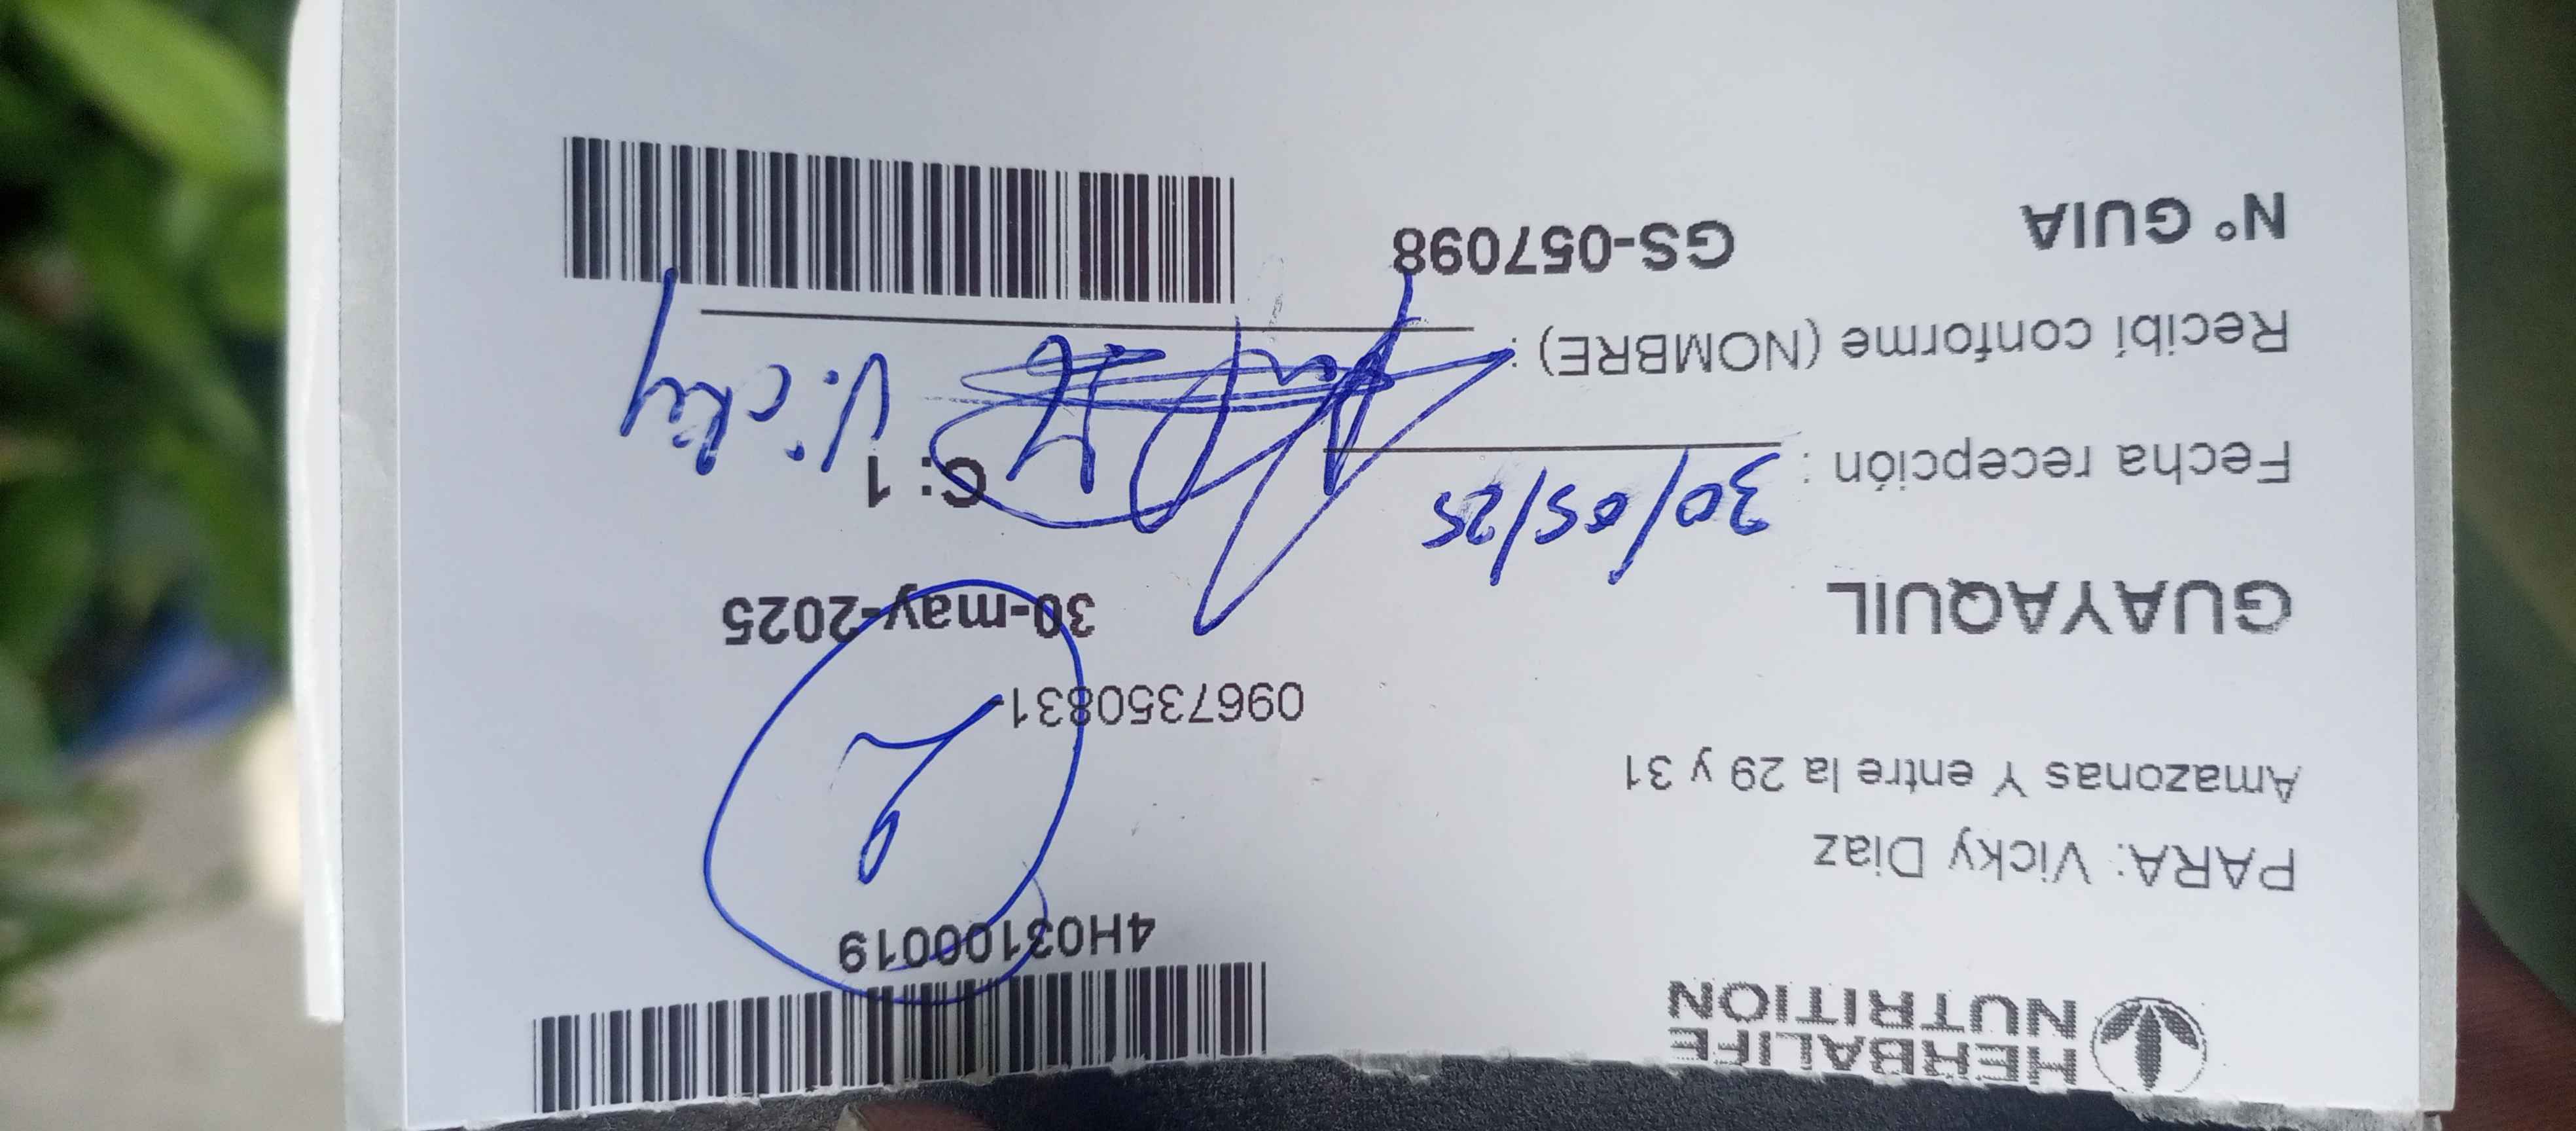 HERBALIFE
NUTRITION
4H03100019
PARA: Vicky Diaz
Amazonas Y entre la 29 y 31
0967350831
GUAYAQUIL
30-may-2025
Fecha recepción : 30/05/25
C: 1
Recibí conforme (NOMBRE) : Vicky
N° GUIA GS-057098